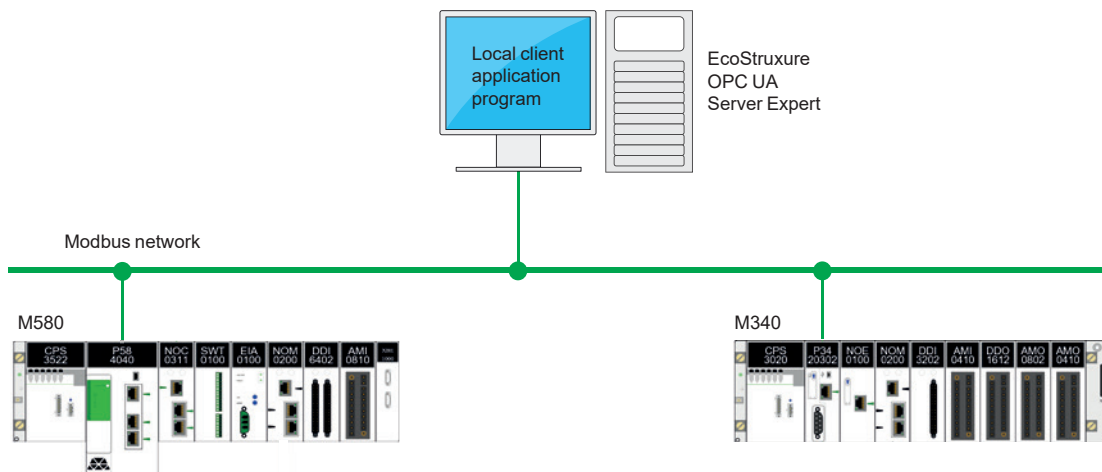 Local client
application
program
EcoStruxure
OPC UA
Server Expert
Modbus network
M580
CPS
3522
P58
4040
NOC
0311
SWT
0100
EIA
0100
NOM
0200
DDI
6402
AMI
0810
M340
CPS
3020
P34
20302
NOE
0100
NOM
0200
DDI
3202
AMI
0410
DDO
1612
AMO
0802
AMO
0410